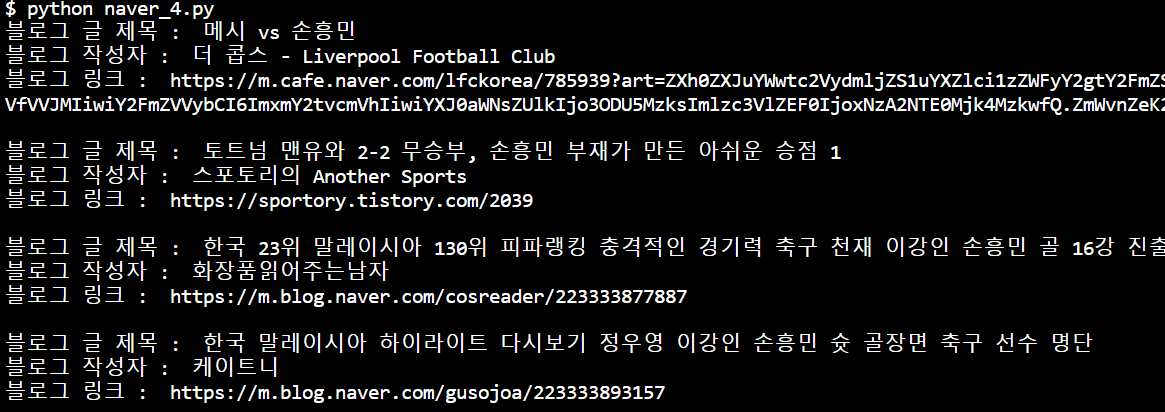 $ python naver_4.py
블로그 글 제목 :  메시 vs 손흥민
블로그 작성자 :  더 콥스 - Liverpool Football Club
블로그 링크 :  https://m.cafe.naver.com/lfckorea/785939?art=ZXh0ZXJuYWwtc2VydmljZS1uYXZlci1zZWFyY2gtY2FmZS
VfVVJMIiwiY2FmZVVybCI6ImxmY2tvcmVhIiwiYXJ0aWNsZUlkIjo3ODU5MzksImlzc3VlZEF0IjoxNzA2NTE0Mjk4MzkwfQ.ZmWvnZeK2
블로그 글 제목 :  토트넘 맨유와 2-2 무승부, 손흥민 부재가 만든 아쉬운 승점 1
블로그 작성자 :  스포토리의 Another Sports
블로그 링크 :  https://sportory.tistory.com/2039
블로그 글 제목 :  한국 23위 말레이시아 130위 피파랭킹 충격적인 경기력 축구 천재 이강인 손흥민 골 16강 진출
블로그 작성자 :  화장품읽어주는남자
블로그 링크 :  https://m.blog.naver.com/cosreader/223333877887
블로그 글 제목 :  한국 말레이시아 하이라이트 다시보기 정우영 이강인 손흥민 슛 골장면 축구 선수 명단
블로그 작성자 :  케이트니
블로그 링크 :  https://m.blog.naver.com/gusojoa/223333893157